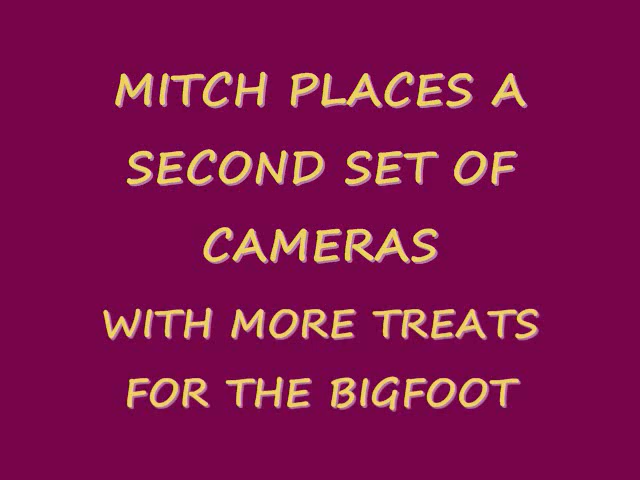 MITCH PLACES A
SECOND SET OF
CAMERAS
WITH MORE TREATS
FOR THE BIGFOOT